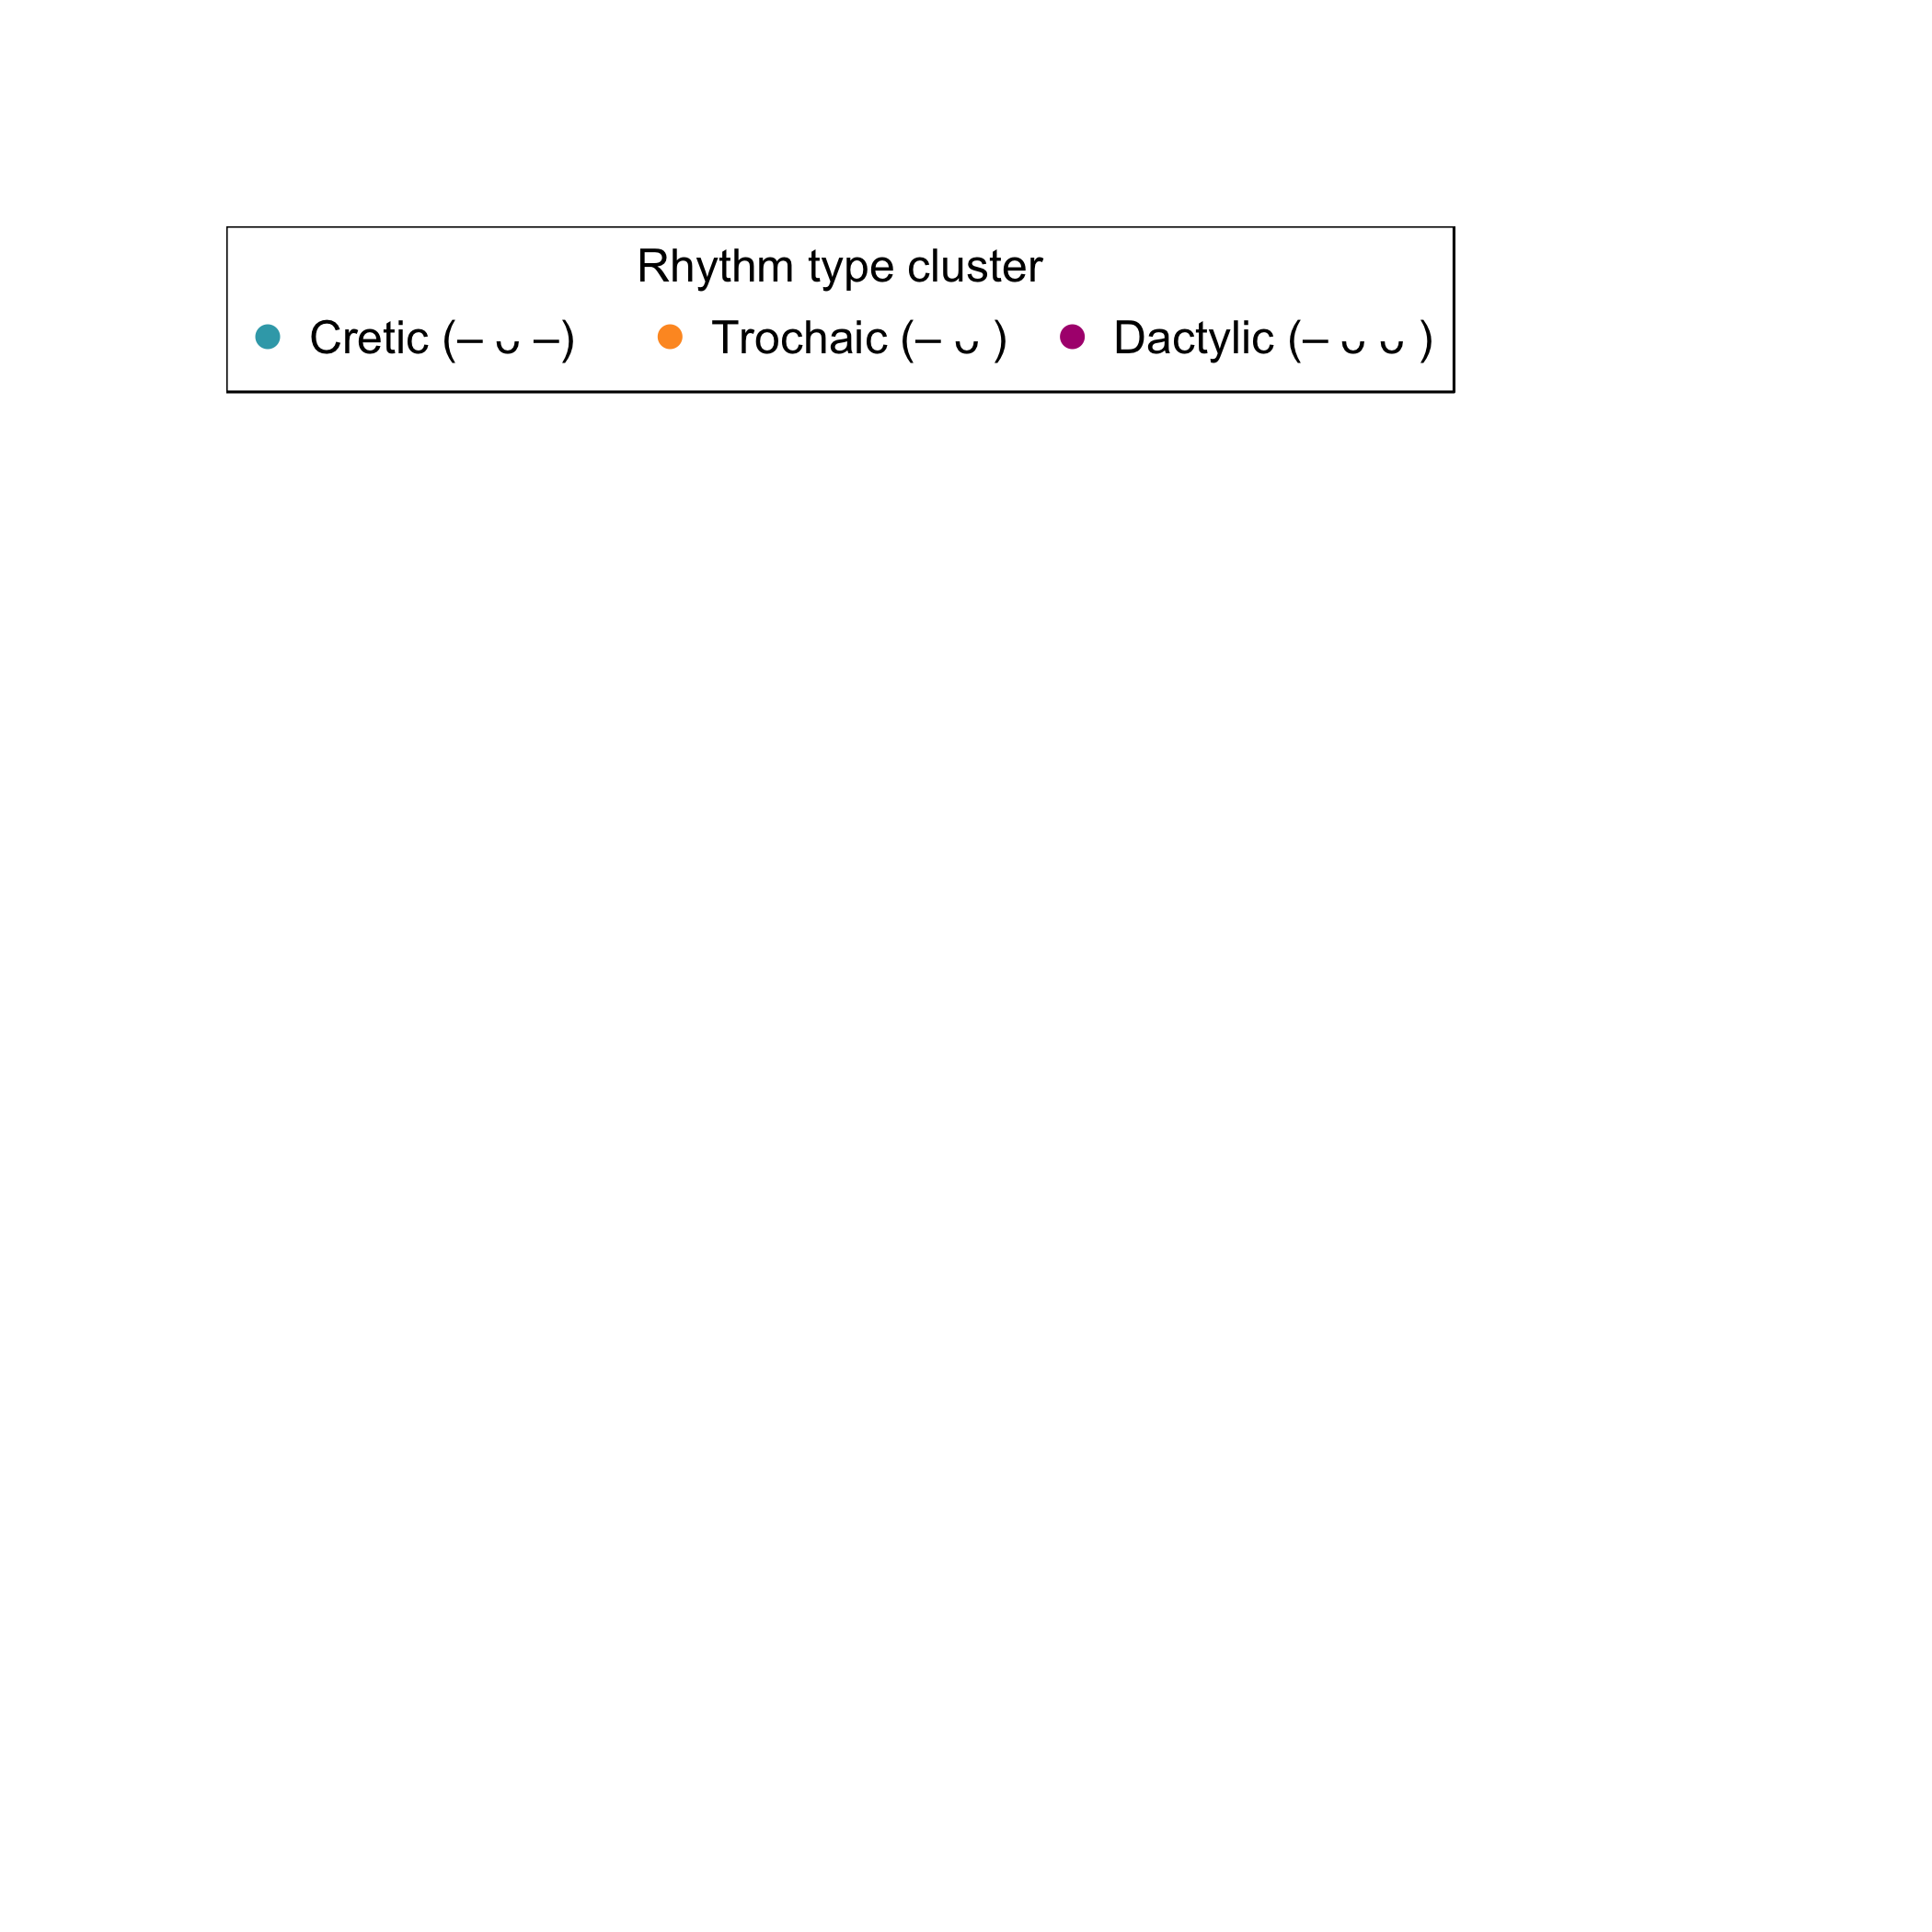 Rhythm type cluster
Cretic (– ᴗ –) Trochaic (– ᴗ ) Dactylic (– ᴗ ᴗ )